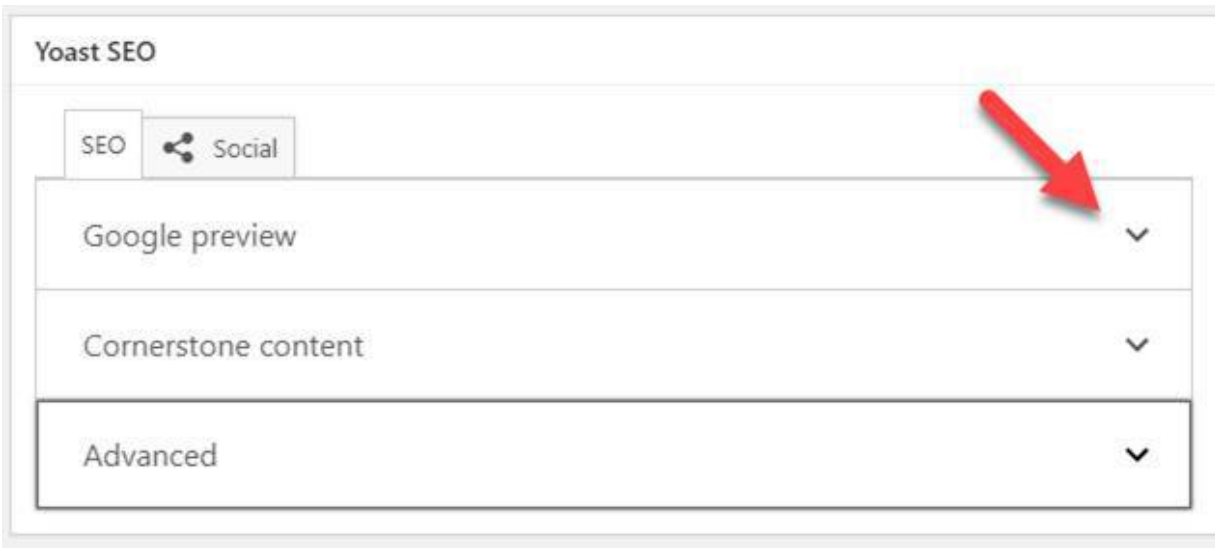 Yoast SEO
SEO Social
Google preview
Cornerstone content
Advanced